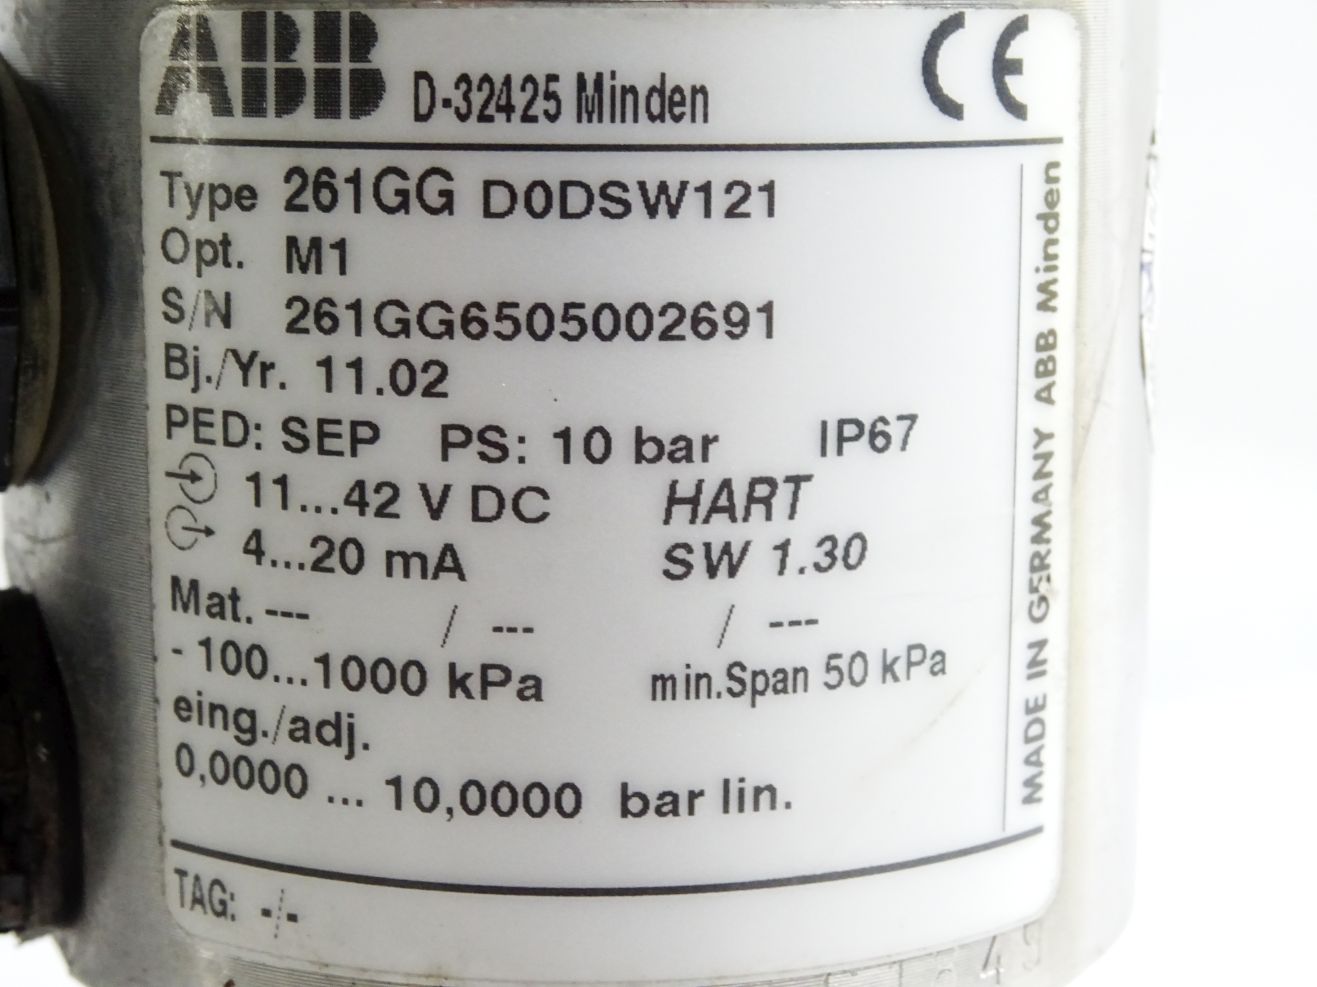 ABB D-32425 Minden CE
Type 261GG D0DSW121
Opt. M1
S/N 261GG6505002691
Bj./Yr. 11.02
PED: SEP PS: 10 bar IP67
11...42 V DC HART
4...20 mA SW 1.30
Mat. --- / --- / ---
- 100...1000 kPa min.Span 50 kPa
eing./adj.
0,0000 ... 10,0000 bar lin.
TAG: -/-
MADE IN GERMANY ABB Minden